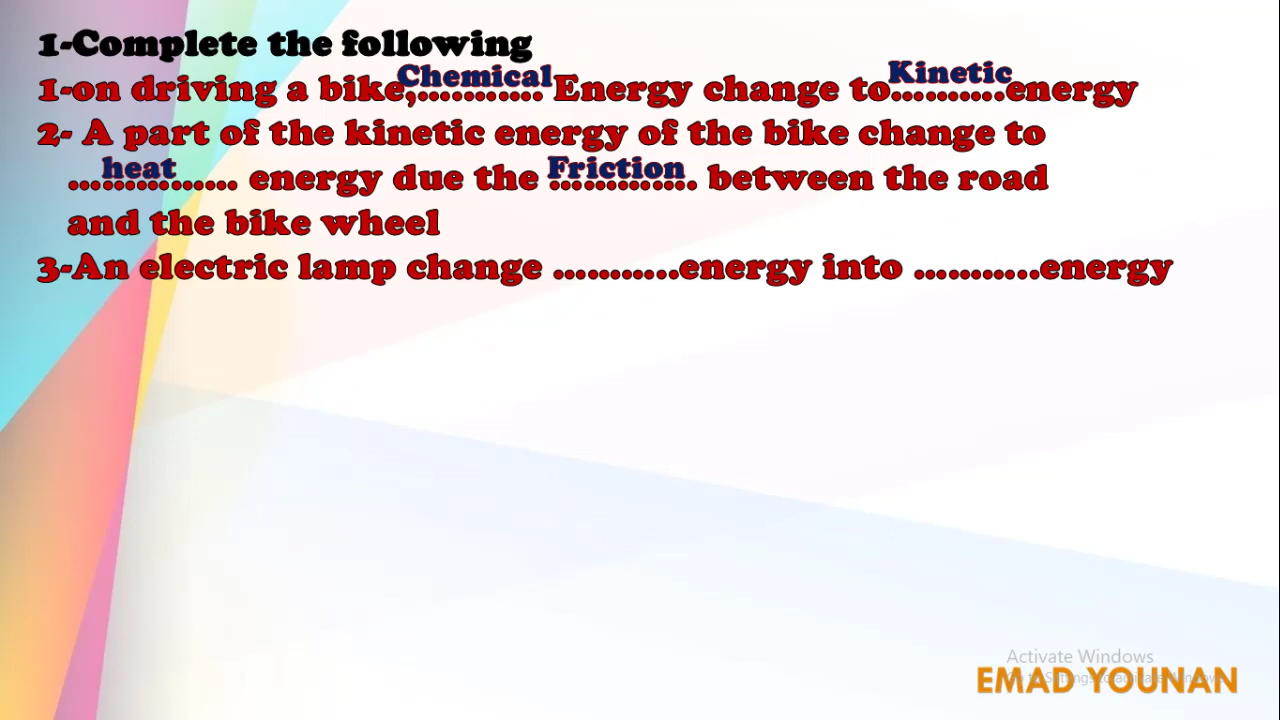 1-Complete the following
1-on driving a bike,Chemical………… Energy change to Kinetic……….energy
2- A part of the kinetic energy of the bike change to
heat…………… energy due the Friction…………. between the road
and the bike wheel
3-An electric lamp change ………..energy into ………..energy
Activate Windows
EMAD YOUNAN